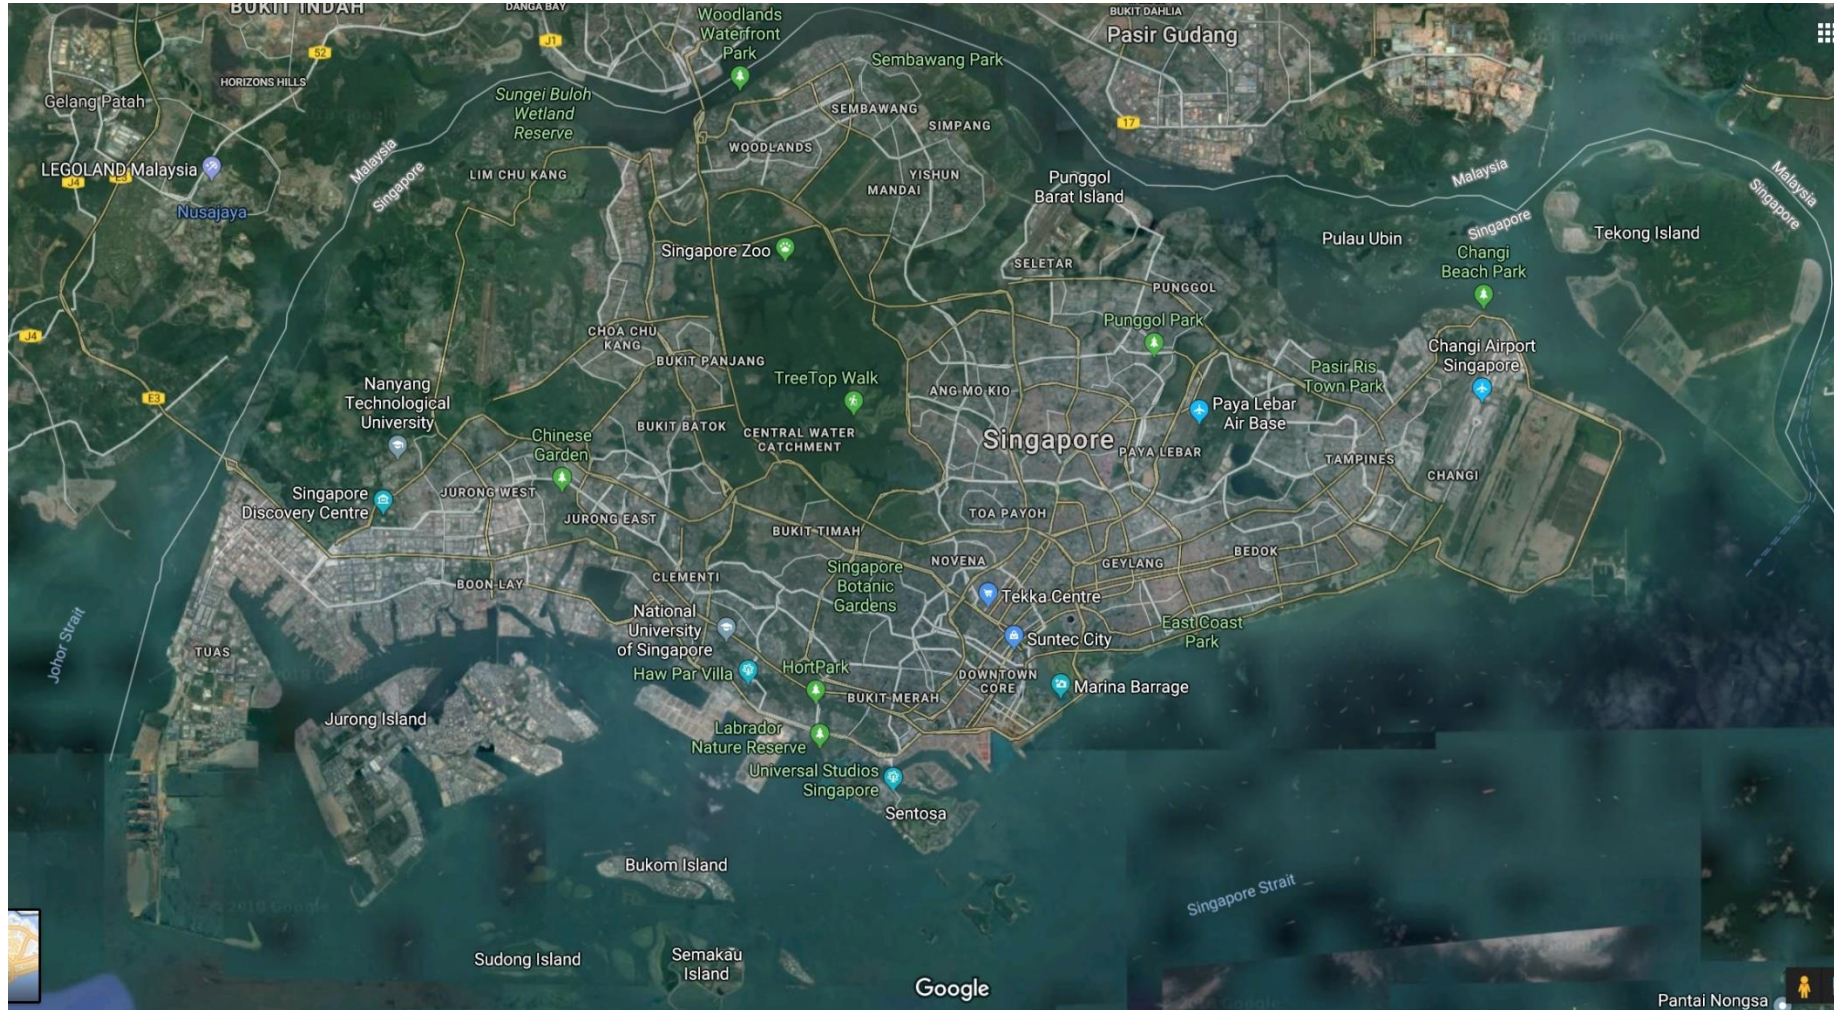 BUKIT INDAH
DANGA BAY
Woodlands
Waterfront
Park
BUKIT DAHLIA
Pasir Gudang
52
J1
Sembawang Park
HORIZONS HILLS
Gelang Patah
Sungei Buloh
Wetland
Reserve
SEMBAWANG
SIMPANG
17
Malaysia
Singapore
WOODLANDS
LEGOLAND Malaysia
J4
E3
LIM CHU KANG
YISHUN
MANDAI
Punggol
Barat Island
Malaysia
Malaysia
Singapore
Nusajaya
Singapore
Tekong Island
Pulau Ubin
Singapore Zoo
Changi
Beach Park
SELETAR
PUNGGOL
Punggol Park
J4
CHOA CHU
KANG
BUKIT PANJANG
Changi Airport
Singapore
TreeTop Walk
Pasir Ris
Town Park
Nanyang
Technological
University
ANG MO KIO
E3
Paya Lebar
Air Base
BUKIT BATOK
CENTRAL WATER
CATCHMENT
Chinese
Garden
Singapore
PAYA LEBAR
TAMPINES
CHANGI
Singapore
Discovery Centre
JURONG WEST
JURONG EAST
TOA PAYOH
BUKIT TIMAH
BEDOK
NOVENA
GEYLANG
Singapore
Botanic
Gardens
CLEMENTI
BOON LAY
Tekka Centre
National
University
of Singapore
East Coast
Park
Suntec City
Johor Strait
TUAS
Haw Par Villa
HortPark
DOWNTOWN
CORE
Marina Barrage
BUKIT MERAH
Jurong Island
Labrador
Nature Reserve
Universal Studios
Singapore
Sentosa
Bukom Island
Singapore Strait
Sudong Island
Semakau
Island
Google
Pantai Nongsa